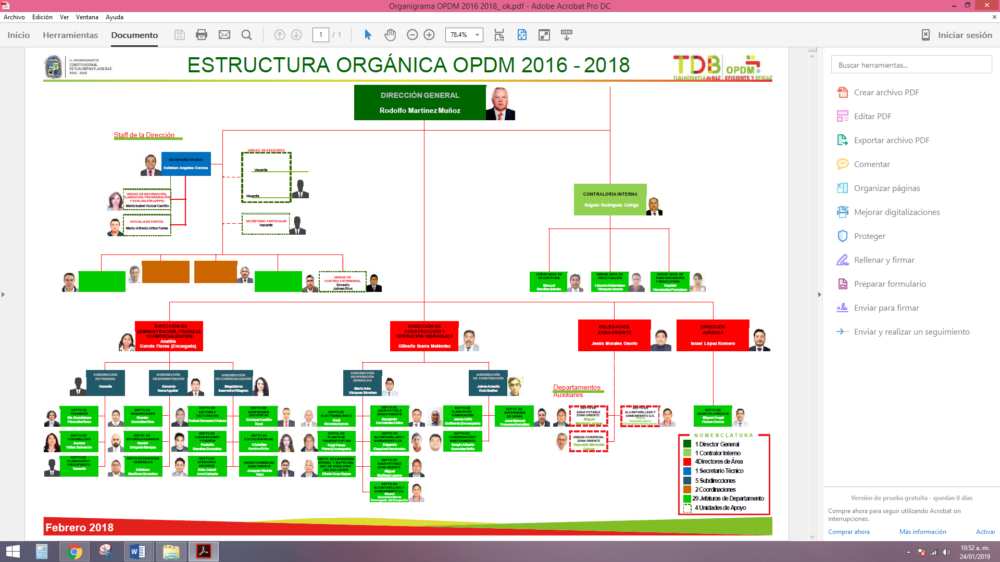 Organigrama OPDM 2016 2018_ ok.pdf - Adobe Acrobat Pro DC
Archivo Edición Ver Ventana Ayuda
Inicio Herramientas Documento
1 / 1
78.4%
Iniciar sesión
H. AYUNTAMIENTO
CONSTITUCIONAL
DE TLALNEPANTLA DE BAZ
2016 - 2018
ESTRUCTURA ORGÁNICA OPDM 2016 - 2018
TDB OPDM
TLALNEPANTLA de BAZ EFICIENTE Y EFICAZ
DIRECCIÓN GENERAL
Rodolfo Martínez Muñoz
Staff de la Dirección
SECRETARÍA TÉCNICA
Esteban Angeles Corona
UNIDAD DE ASESORES
Vacante
Vacante
UNIDAD DE INFORMACIÓN,
PLANEACIÓN, PROGRAMACIÓN
Y EVALUACIÓN (UIPPE)
María Isabel Huizar Carrillo
OFICIALIA DE PARTES
Mario Alfredo Uribe Torres
SECRETARIO PARTICULAR
Vacante
CONTRALORÍA INTERNA
Regulo Rodriguez Zuñiga
UNIDAD DE
CONTROL PATRIMONIAL
Ernesto
Jaimes Rios
UNIDAD ADVA. DE
AUDITORIA
Manuel
Benítez Galván
UNIDAD ADVA. DE
INVESTIGACIÓN
Librado Estanislao
Vázquez García
UNIDAD ADVA. DE
SUBSTANCIADORA
Y RESOLUTORA
Haydeé
Hernández Francisco
DIRECCIÓN DE
ADMINISTRACIÓN, FINANZAS
Y COMERCIALIZACIÓN
Analilia
Garcés Flores (Encargada)
DIRECCIÓN DE
CONSTRUCCIÓN Y
OPERACIÓN HIDRAÚLICA
Gilberto Ibarra Meléndez
DELEGACIÓN
ZONA ORIENTE
Jesús Morales Osorio
DIRECCIÓN
JURÍDICA
Israel López Romero
SUBDIRECCIÓN
DE FINANZAS
Vacante
SUBDIRECCIÓN
DE ADMINISTRACIÓN
Gerardo
Nava Aguilar
SUBDIRECCIÓN
DE COMERCIALIZACIÓN
Magdalena
Saavedra Villagran
SUBDIRECCIÓN
DE OPERACIÓN
HIDRAULICA
Mario Iván
Vázquez Sánchez
SUBDIRECCIÓN
DE CONSTRUCCIÓN
Jaime Amadís
Ruiz Ibañez
Departamentos
Auxiliares
DEPTO DE
TESORERÍA
Ma. Guadalupe
Pérez Martínez
DEPTO DE
ADQUISICIONES
Román
González Rios
DEPTO DE
LECTURA Y
FACTURACIÓN
Rafael Zermoero Chávez
DEPTO DE
SUPERVISIÓN
DE CUENTAS
Enrique Castillo
Bual
DEPTO DE
ELECTROMECÁNICO
Raúl
Morales García
DEPTO DE
AGUA POTABLE
ZONA PONIENTE
Benjamín
Hernández Uribe
DEPTO DE
PLANEACIÓN
E INNOVACIÓN
Jesús Ortiz
Gutierrez (Encargado)
DEPTO. DE
SUPERVISIÓN
DE OBRAS
José Manuel
Fonseca González
DEPTO DE
AGUA POTABLE
ZONA ORIENTE
Miguel
Martínez Lezama
DEPTO DE
ALCANTARILLADO Y
SANEAMIENTO Z.O.
Misael
Saavedra Sierra
Encargado del Despacho
DEPTO DE
ASUNTOS JURÍDICOS
Miguel Ángel
Flores Correa
DEPTO DE
CONTABILIDAD
Aurora
Yáñez Salmerón
DEPTO. DE
RECURSOS HUMANOS
Daniel
Delgado Barajas
DEPTO DE
LIQUIDACIONES
Y PADRÓN
Rodolfo
Ramírez González
DEPTO DE
EJECUCIÓN FISCAL
Christián
Gamboa Uribe
DEPTO. DE
PLANTA DE
TRAMIENTO (PTAR)
Raúl Perez
Pérez (Encargado)
DEPTO DE
ALCANTARILLADO Y
SANEAMIENTO Z.P.
Edgardo
Esquivel Hernández
DEPTO DE
CONSERVACIÓN Y
MANTENIMIENTO
Sergio Alberto
González Brito
UNIDAD COMERCIAL
ZONA ORIENTE
Reynaldo Montufar
Ochoa
DEPTO DE
PLANEACIÓN Y
PRESUPUESTO
Vacante
DEPTO DE SERVICIOS
GENERALES
Esteban
Martínez González
DEPTO DE
ATENCIÓN A
USUARIOS
Alan Josué
Arce Calzada
UNIDAD COMERCIAL
ZONA ORIENTE
Joaquín Vilchis
Vara
DEPTO. DE SUPERVISIÓN
OPERAC. Y MATTO. DEL
SIST. DE DREN, PROF.
RIO SAN JAVIER
Efraín Cruz Reyes
DEPTO DE
AGUA POTABLE
ZONA ORIENTE
Miguel
Martínez Lezama
DEPTO DE
ALCANTARILLADO Y
SANEAMIENTO Z.O.
Misael
Saavedra Sierra
Encargado del Despacho
NOMENCLATURA
1 Director General
1 Contralor Interno
4Directores de Área
1 Secretario Técnico
5 Subdirecciones
2 Coordinaciones
29 Jefaturas de Departamento
4 Unidades de Apoyo
Febrero 2018
Buscar herramientas...
Crear archivo PDF
Editar PDF
Exportar archivo PDF
Comentar
Organizar páginas
Mejorar digitalizaciones
Proteger
Rellenar y firmar
Preparar formulario
Enviar para firmar
Enviar y realizar un seguimiento
Versión de prueba gratuita - quedan 0 días
Compre ahora para seguir utilizando Acrobat sin
interrupciones.
Comprar ahora Más información Activar
10:52 a. m.
24/01/2019